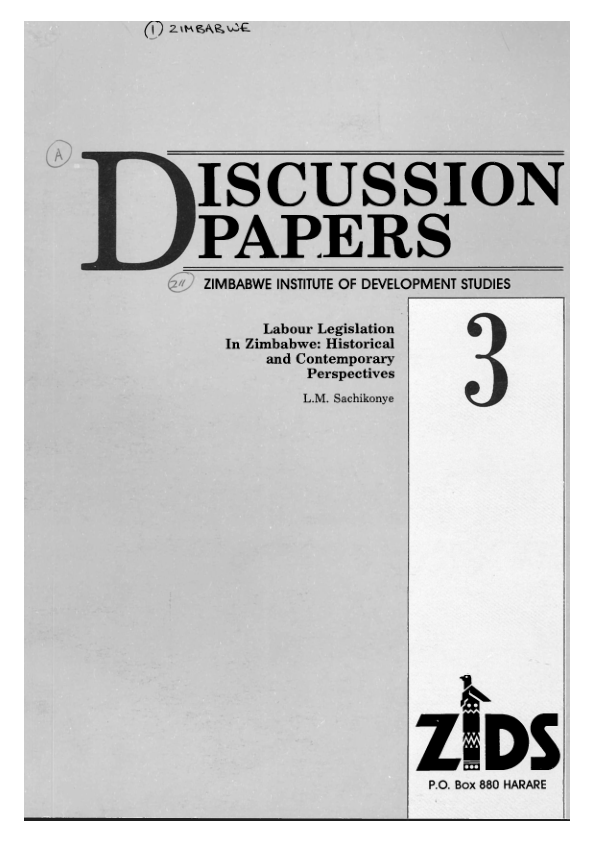 ① ZIMBABWE
A
DISCUSSION
PAPERS
211
ZIMBABWE INSTITUTE OF DEVELOPMENT STUDIES
Labour Legislation
In Zimbabwe: Historical
and Contemporary
Perspectives
L.M. Sachikonye
3
ZIDS
P.O. Box 880 HARARE